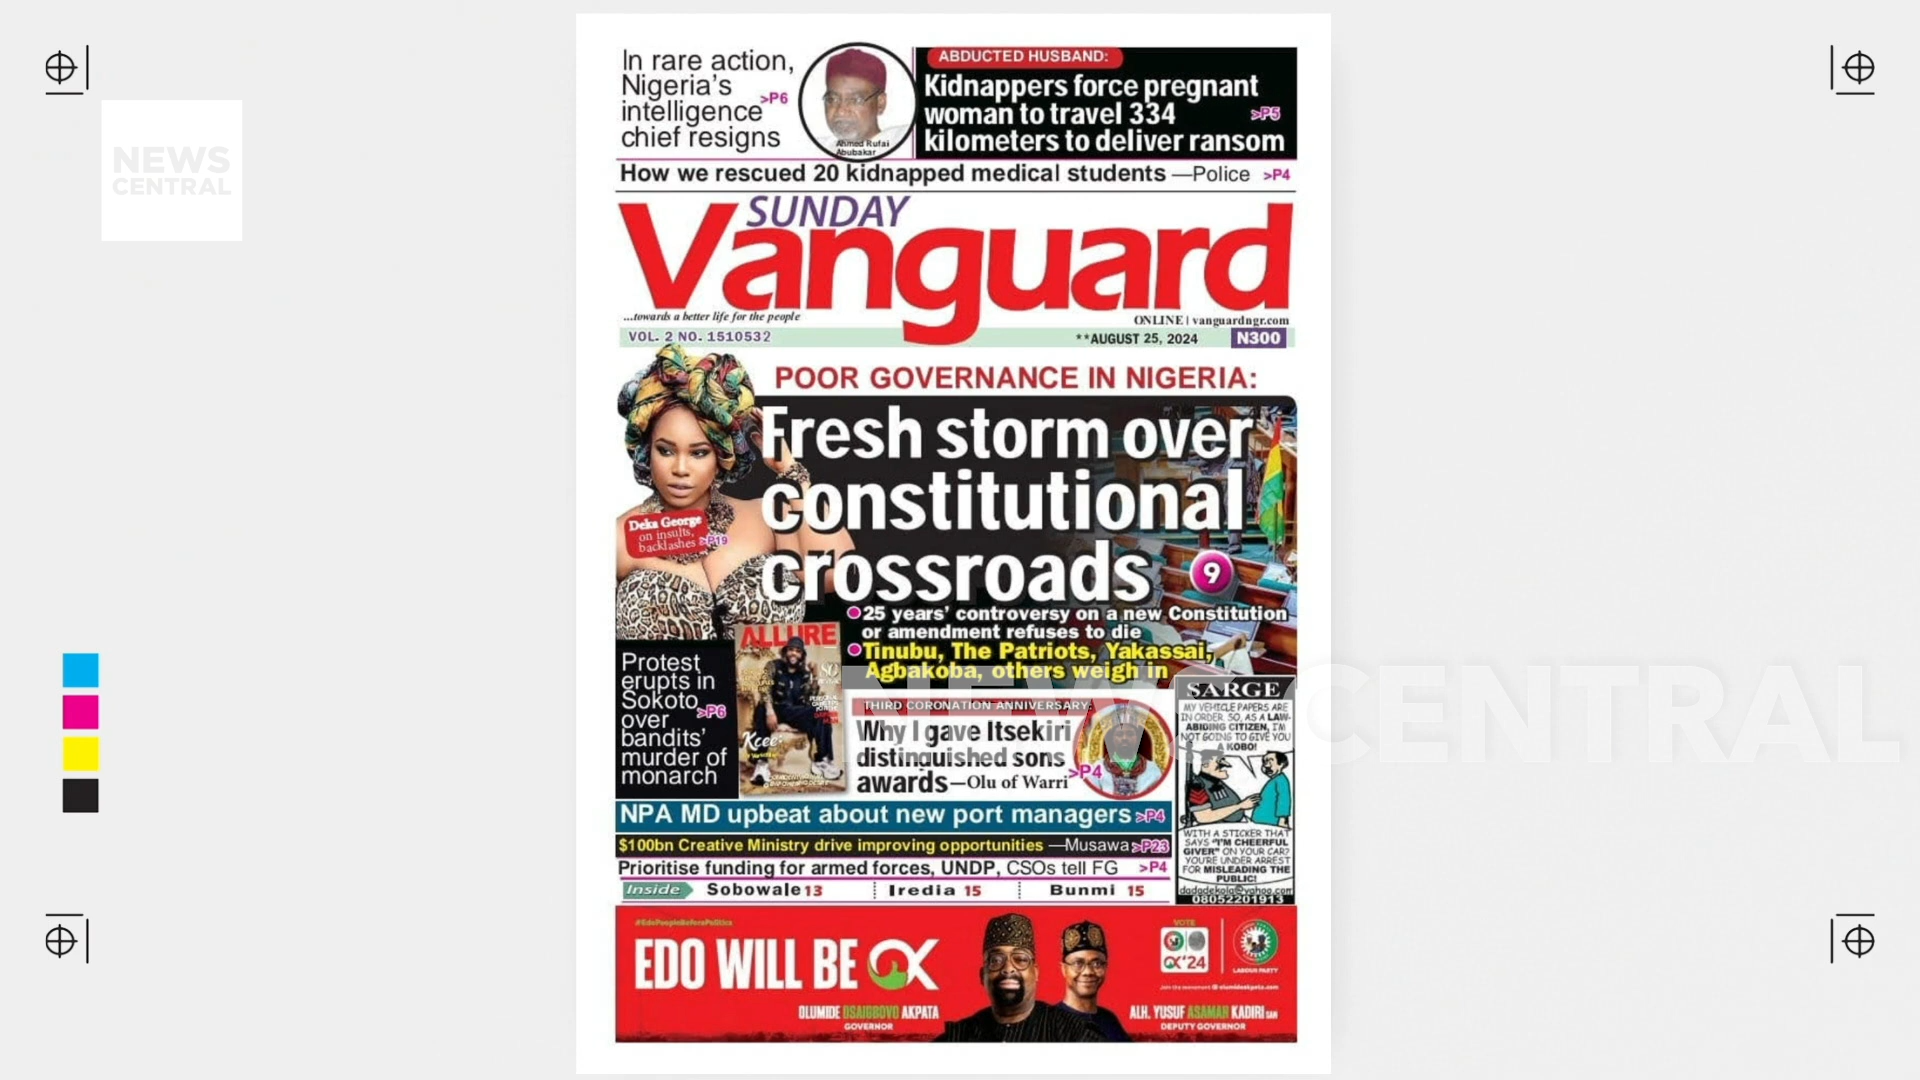 NEWS
CENTRAL
In rare action,
Nigeria's
intelligence >P6
chief resigns
Ahmed Rufai
Abubakar
ABDUCTED HUSBAND:
Kidnappers force pregnant
woman to travel 334 >P5
kilometers to deliver ransom
How we rescued 20 kidnapped medical students —Police >P4
SUNDAY
Vanguard
...towards a better life for the people
ONLINE | vanguardngr.com
VOL. 2 NO. 1510532
**AUGUST 25, 2024
N300
POOR GOVERNANCE IN NIGERIA:
Fresh storm over
constitutional
crossroads 9
25 years' controversy on a new Constitution
or amendment refuses to die
Tinubu, The Patriots, Yakassai,
Agbakoba, others weigh in
Deka George
on insults,
backlashes >P19
Protest
erupts in
Sokoto >P6
over
bandits'
murder of
monarch
ALLURE
Kcee:
THIRD CORONATION ANNIVERSARY:
Why I gave Itsekiri
distinguished sons
awards—Olu of Warri >P4
NEWS CENTRAL
SARGE
MY VEHICLE PAPERS ARE
IN ORDER. SO, AS A LAW-
ABIDING CITIZEN, I'M
NOT GOING TO GIVE YOU
A KOBO!
WITH A STICKER THAT
SAYS "I'M CHEERFUL
GIVER" ON YOUR CAR?
YOU'RE UNDER ARREST
FOR MISLEADING THE
PUBLIC!
dadadekola@yahoo.com
08052201913
NPA MD upbeat about new port managers >P4
$100bn Creative Ministry drive improving opportunities —Musawa >P23
Prioritise funding for armed forces, UNDP, CSOs tell FG >P4
Inside Sobowale 13 Iredia 15 Bunmi 15
#EdoPeopleBeforePolitics
EDO WILL BE OK
OLUMIDE OSAIGBOVO AKPATA
GOVERNOR
ALH. YUSUF ASAMAH KADIRI SAN
DEPUTY GOVERNOR
VOTE
OK'24
LABOUR PARTY
Join the movement @ olumideakpata.com